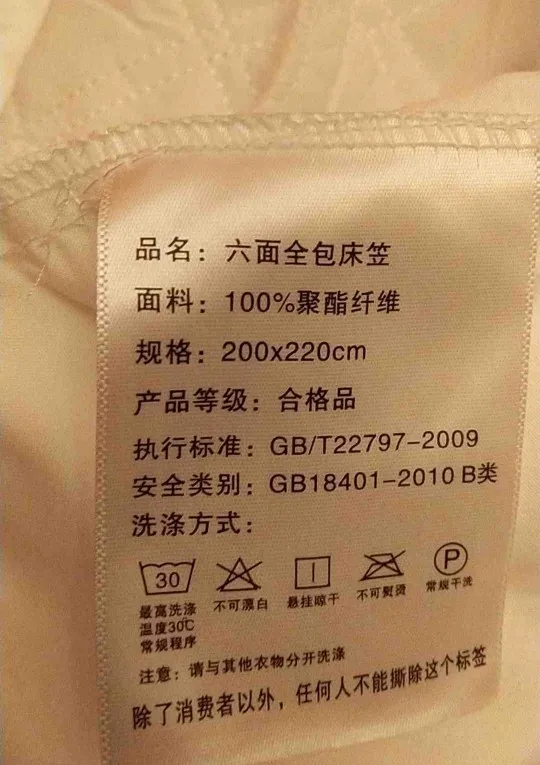 品名：六面全包床笠
面料：100%聚酯纤维
规格：200x220cm
产品等级：合格品
执行标准：GB/T22797-2009
安全类别：GB18401-2010 B类
洗涤方式：
30 P
最高洗涤 不可漂白 悬挂晾干 不可熨烫 常规干洗
温度30℃
常规程序
注意：请与其他衣物分开洗涤
除了消费者以外，任何人不能撕除这个标签